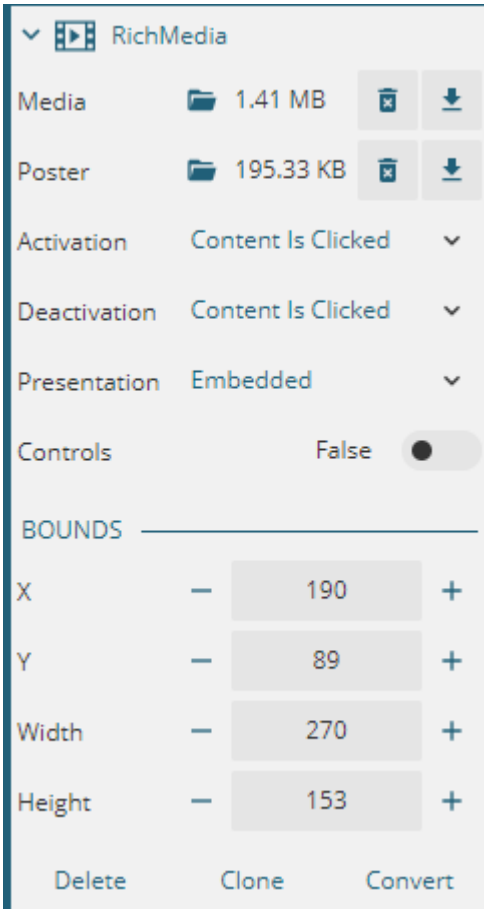 RichMedia
Media 1.41 MB
Poster 195.33 KB
Activation Content Is Clicked
Deactivation Content Is Clicked
Presentation Embedded
Controls False
BOUNDS
X − 190 +
Y − 89 +
Width − 270 +
Height − 153 +
Delete Clone Convert